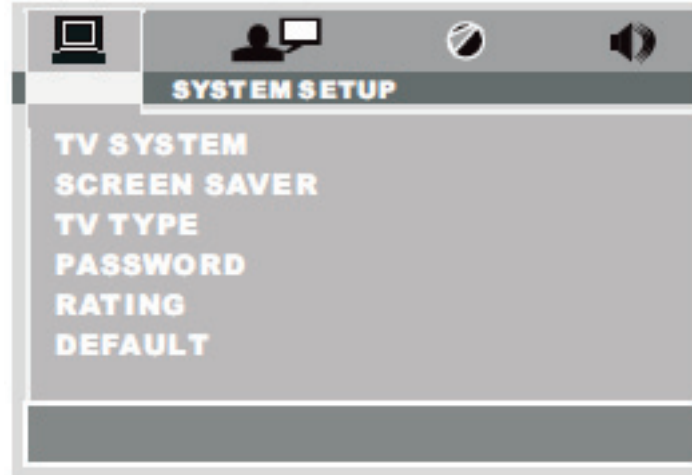 SYSTEM SETUP
TV SYSTEM
SCREEN SAVER
TV TYPE
PASSWORD
RATING
DEFAULT